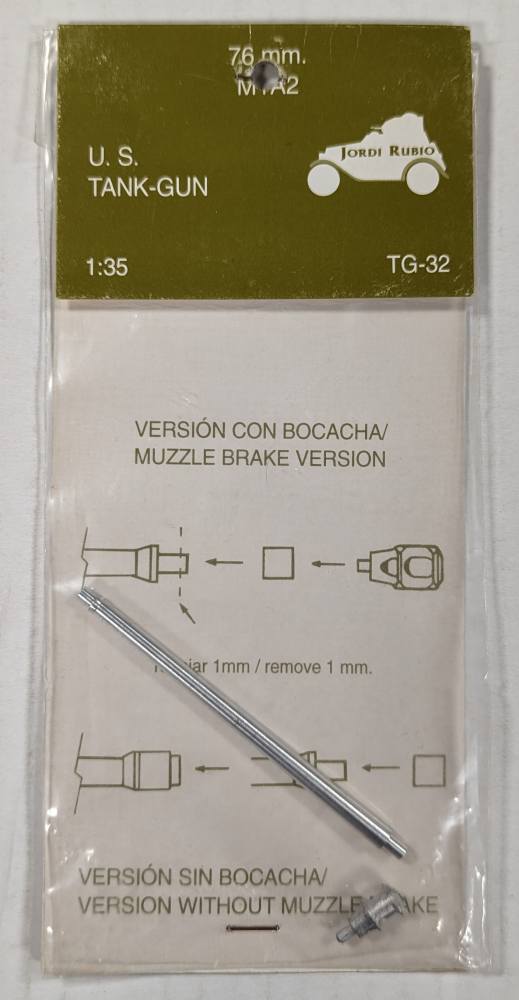 76 mm.
M1A2
JORDI RUBIO
U. S.
TANK-GUN
1:35
TG-32
VERSIÓN CON BOCACHA/
MUZZLE BRAKE VERSION
1mm / remove 1 mm.
VERSIÓN SIN BOCACHA/
VERSION WITHOUT